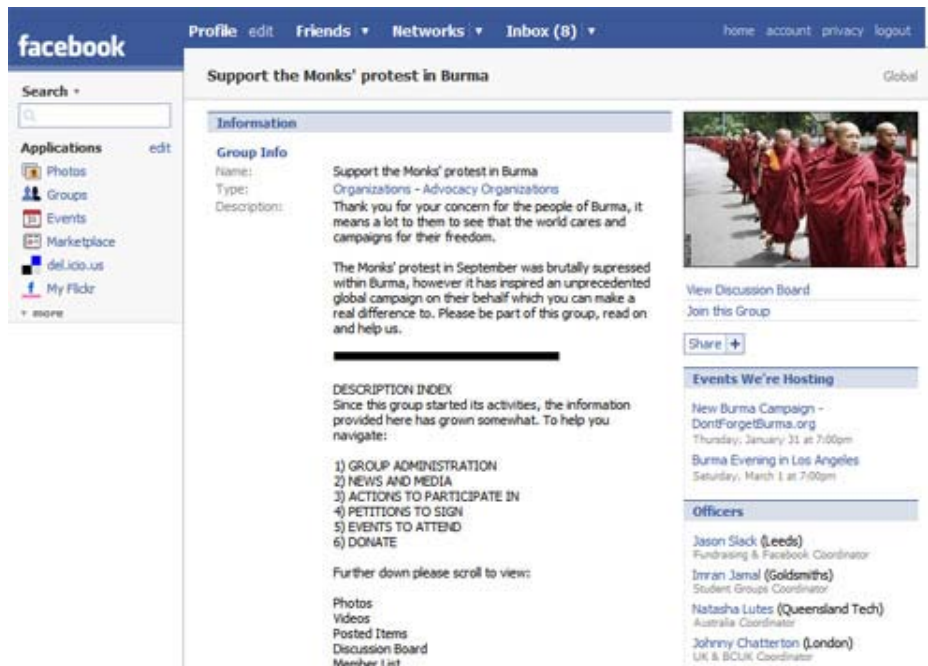 facebook
Profile edit Friends ▾ Networks ▾ Inbox (8) ▾
home account privacy logout
Search ▾
Applications edit
Photos
Groups
Events
Marketplace
del.icio.us
My Flickr
▾ more
Support the Monks' protest in Burma
Global
Information
Group Info
Name: Support the Monks' protest in Burma
Type: Organizations - Advocacy Organizations
Description: Thank you for your concern for the people of Burma, it
means a lot to them to see that the world cares and
campaigns for their freedom.
The Monks' protest in September was brutally supressed
within Burma, however it has inspired an unprecedented
global campaign on their behalf which you can make a
real difference to. Please be part of this group, read on
and help us.
DESCRIPTION INDEX
Since this group started its activities, the information
provided here has grown somewhat. To help you
navigate:
1) GROUP ADMINISTRATION
2) NEWS AND MEDIA
3) ACTIONS TO PARTICIPATE IN
4) PETITIONS TO SIGN
5) EVENTS TO ATTEND
6) DONATE
Further down please scroll to view:
Photos
Videos
Posted Items
Discussion Board
Member List
View Discussion Board
Join this Group
Share +
Events We're Hosting
New Burma Campaign -
DontForgetBurma.org
Thursday, January 31 at 7:00pm
Burma Evening in Los Angeles
Saturday, March 1 at 7:00pm
Officers
Jason Slack (Leeds)
Fundraising & Facebook Coordinator
Imran Jamal (Goldsmiths)
Student Groups Coordinator
Natasha Lutes (Queensland Tech)
Australia Coordinator
Johnny Chatterton (London)
UK & BCUK Coordinator